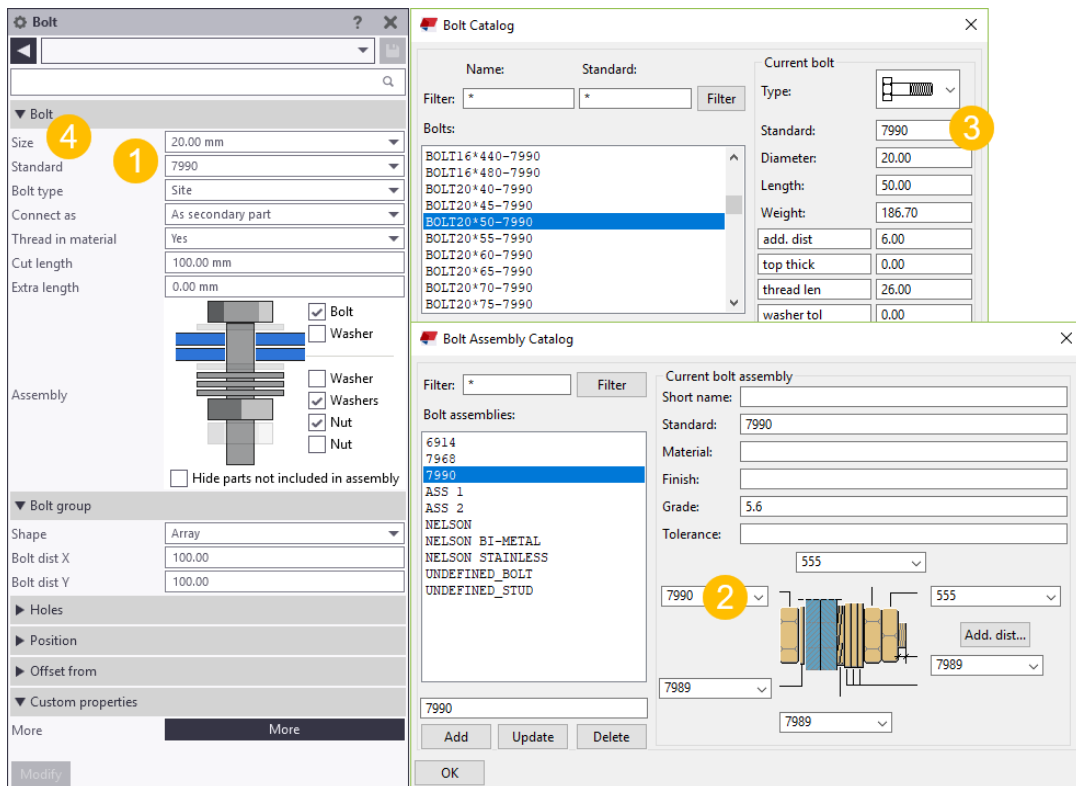 Bolt ?
Bolt
Size 4 20.00 mm
Standard 1 7990
Bolt type Site
Connect as As secondary part
Thread in material Yes
Cut length 100.00 mm
Extra length 0.00 mm
Bolt
Washer
Assembly
Washer
Washers
Nut
Nut
Hide parts not included in assembly
Bolt group
Shape Array
Bolt dist X 100.00
Bolt dist Y 100.00
Holes
Position
Offset from
Custom properties
More More
Modify
Bolt Catalog
Name: Standard:
Filter: * * Filter
Bolts:
BOLT16*440-7990
BOLT16*480-7990
BOLT20*40-7990
BOLT20*45-7990
BOLT20*50-7990
BOLT20*55-7990
BOLT20*60-7990
BOLT20*65-7990
BOLT20*70-7990
BOLT20*75-7990
Current bolt
Type:
Standard: 7990 3
Diameter: 20.00
Length: 50.00
Weight: 186.70
add. dist 6.00
top thick 0.00
thread len 26.00
washer tol 0.00
Bolt Assembly Catalog
Filter: * Filter
Bolt assemblies:
6914
7968
7990
ASS 1
ASS 2
NELSON
NELSON BI-METAL
NELSON STAINLESS
UNDEFINED_BOLT
UNDEFINED_STUD
7990
Add Update Delete
OK
Current bolt assembly
Short name:
Standard: 7990
Material:
Finish:
Grade: 5.6
Tolerance:
555
7990 2 555
Add. dist...
7989
7989
7989